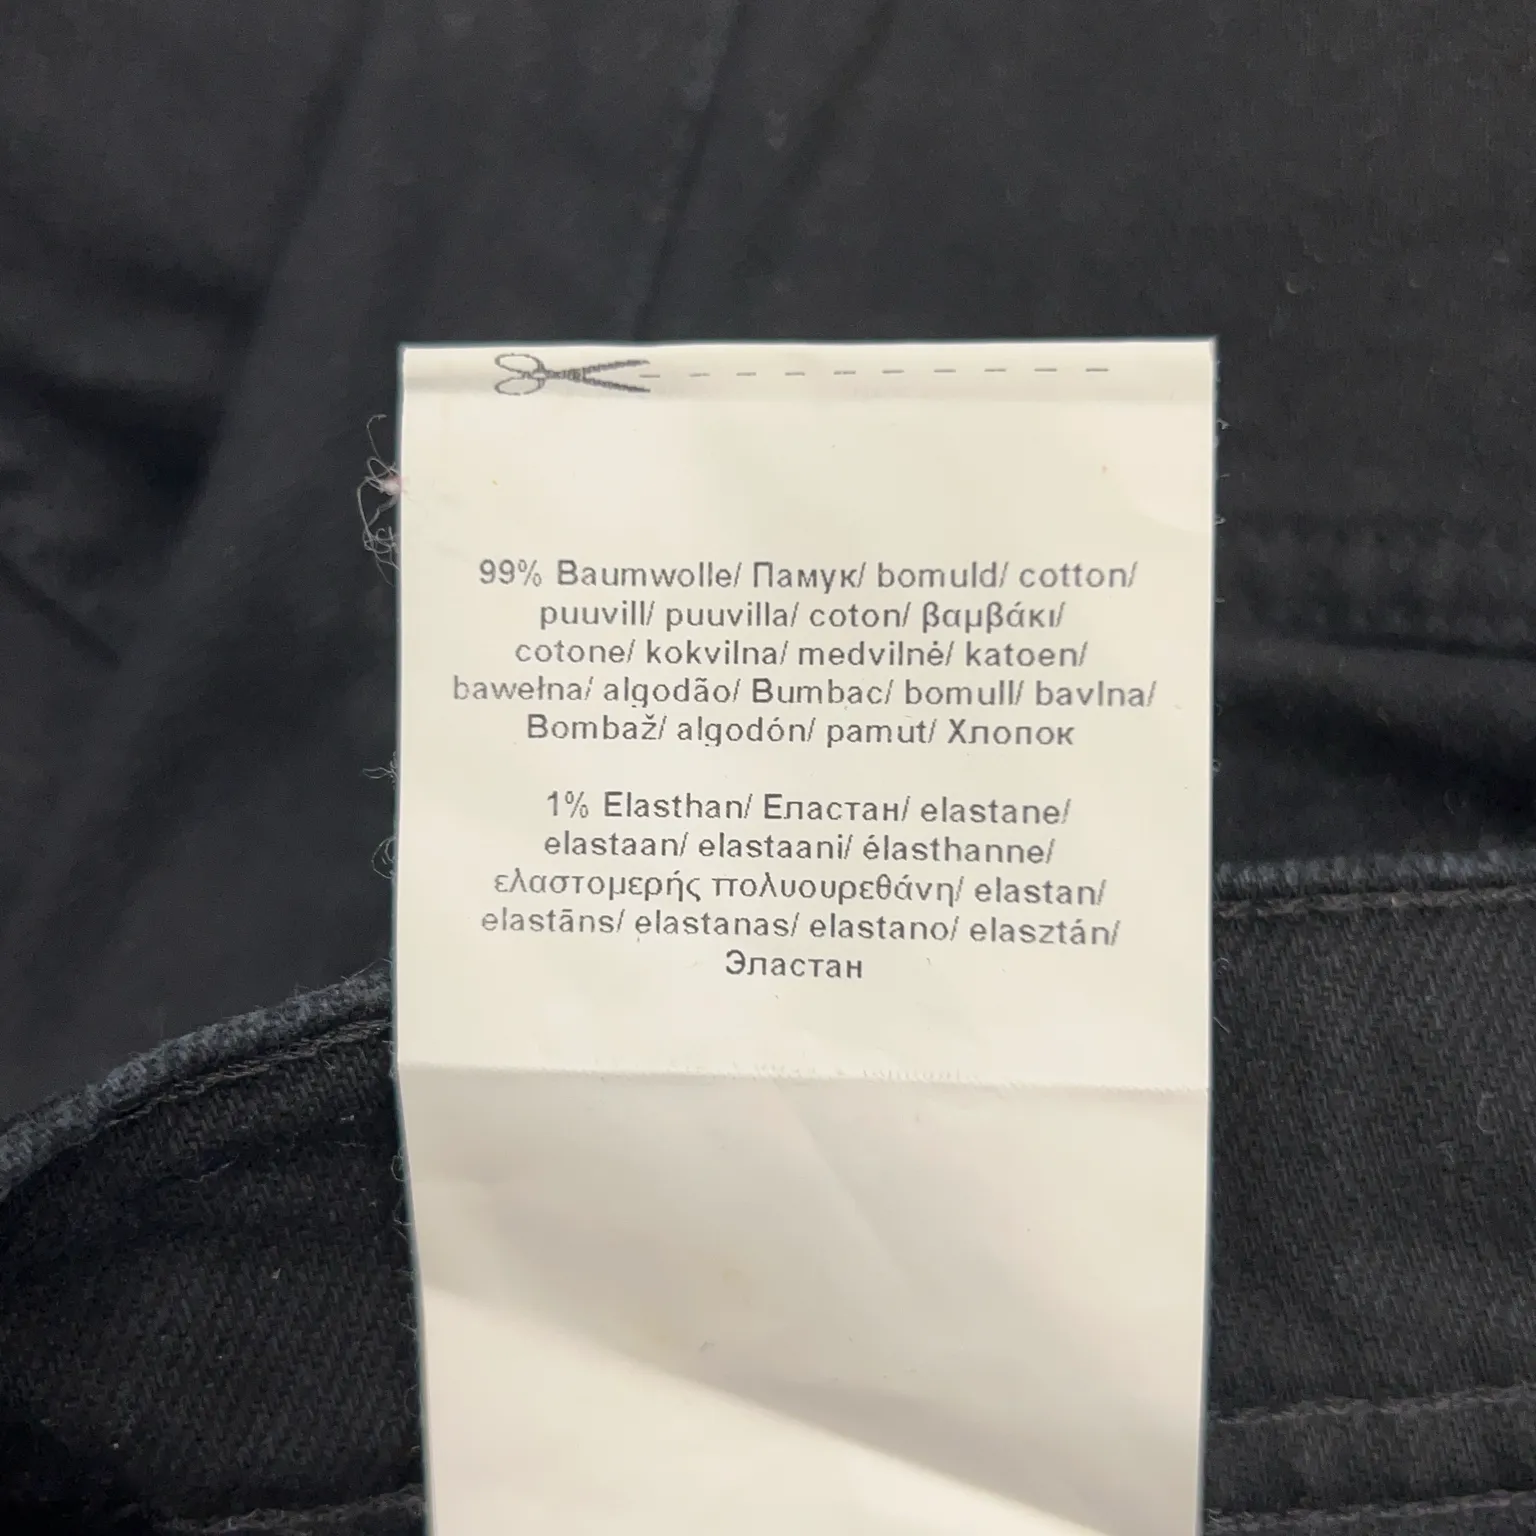 99% Baumwolle/ Памук/ bomuld/ cotton/
puuvill/ puuvilla/ coton/ βαμβάκι/
cotone/ kokvilna/ medvilnė/ katoen/
bawełna/ algodão/ Bumbac/ bomull/ bavlna/
Bombaž/ algodón/ pamut/ Хлопок
1% Elasthan/ Еластан/ elastane/
elastaan/ elastaani/ élasthanne/
ελαστομερής πολυουρεθάνη/ elastan/
elastāns/ elastanas/ elastano/ elasztán/
Эластан